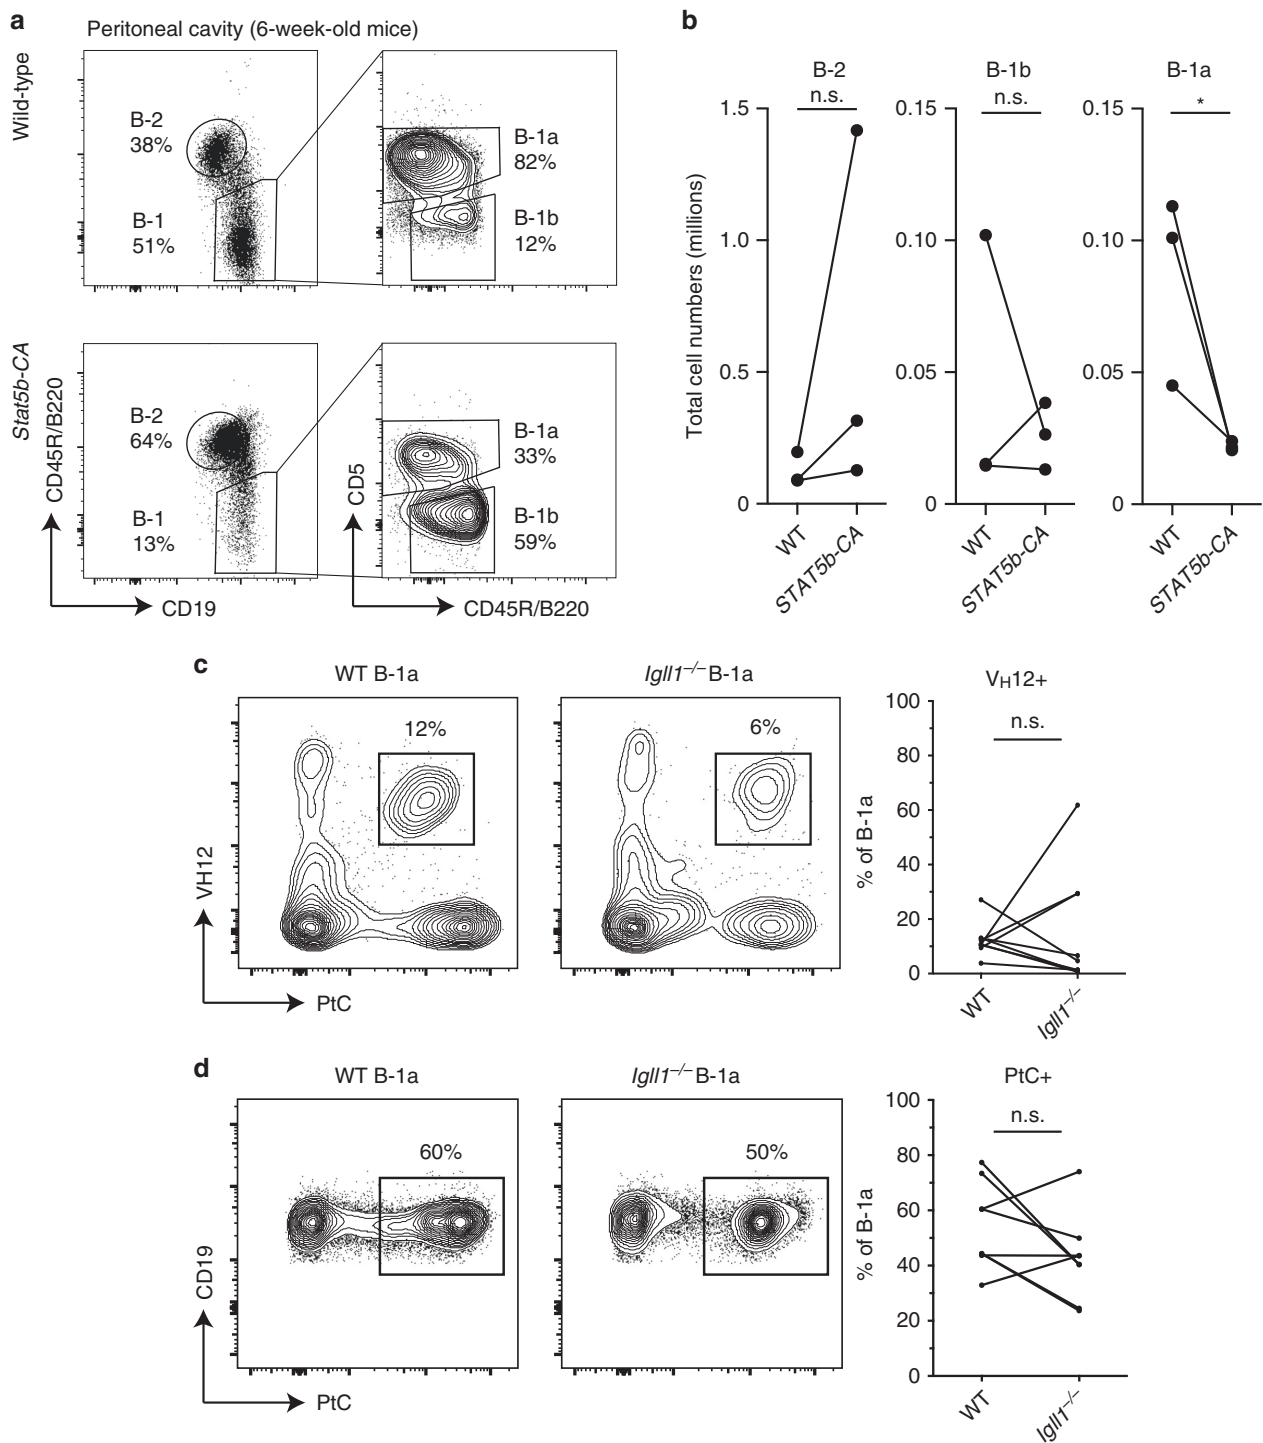 a
Peritoneal cavity (6-week-old mice)
Wild-type
B-2
38%
B-1
51%
B-1a
82%
B-1b
12%
Stat5b-CA
CD45R/B220
B-2
64%
B-1
13%
CD19
CD5
B-1a
33%
B-1b
59%
CD45R/B220
b
Total cell numbers (millions)
B-2
n.s.
1.5
1.0
0.5
0
WT
STAT5b-CA
B-1b
n.s.
0.15
0.10
0.05
0
WT
STAT5b-CA
B-1a
*
0.15
0.10
0.05
0
WT
STAT5b-CA
c
WT B-1a
12%
VH12
PtC
Igll1–/– B-1a
6%
VH12+
n.s.
% of B-1a
100
80
60
40
20
0
WT
Igll1–/–
d
WT B-1a
60%
CD19
PtC
Igll1–/– B-1a
50%
PtC+
n.s.
% of B-1a
100
80
60
40
20
0
WT
Igll1–/–